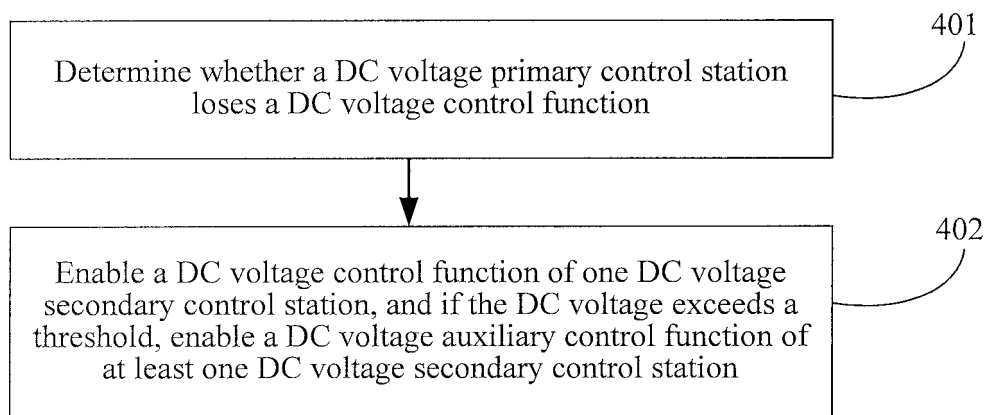 401
Determine whether a DC voltage primary control station
loses a DC voltage control function
402
Enable a DC voltage control function of one DC voltage
secondary control station, and if the DC voltage exceeds a
threshold, enable a DC voltage auxiliary control function of
at least one DC voltage secondary control station